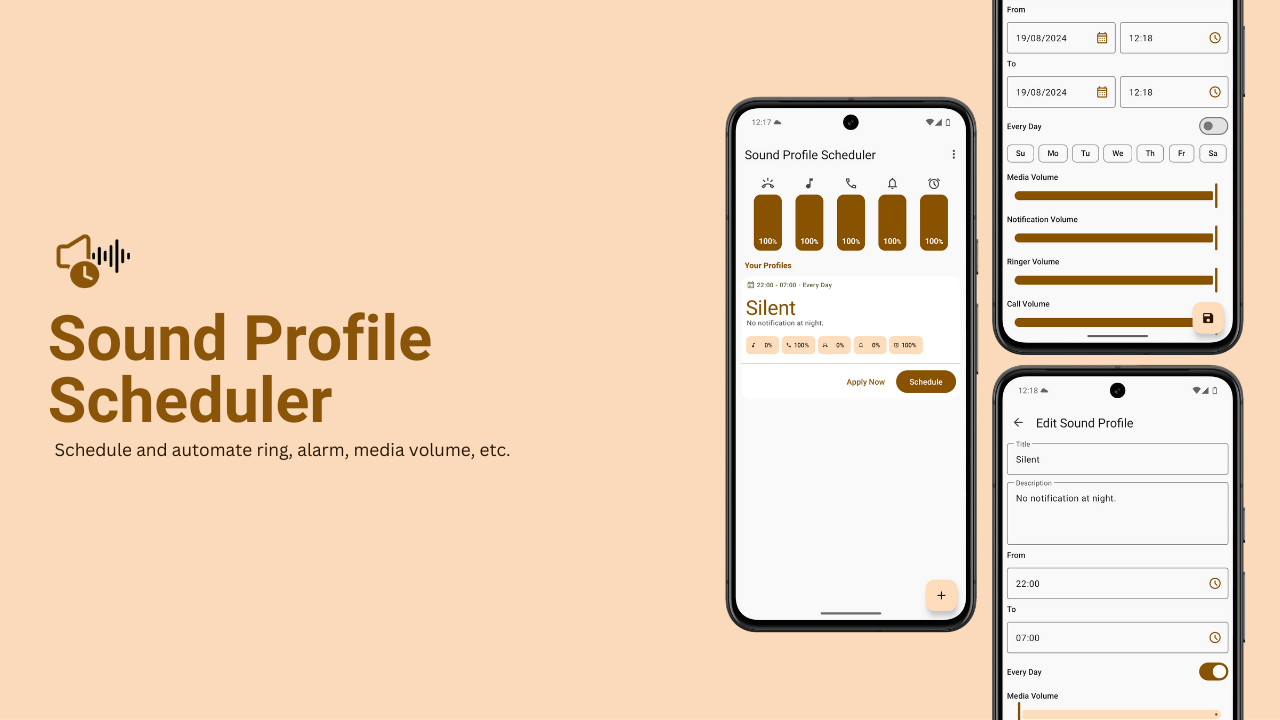 Sound Profile
Scheduler
Schedule and automate ring, alarm, media volume, etc.
12:17
Sound Profile Scheduler
100% 100% 100% 100% 100%
Your Profiles
22:00 - 07:00 · Every Day
Silent
No notification at night.
0% 100% 0% 0% 100%
Apply Now Schedule
From
19/08/2024 12:18
To
19/08/2024 12:18
Every Day
Su Mo Tu We Th Fr Sa
Media Volume
Notification Volume
Ringer Volume
Call Volume
12:18
Edit Sound Profile
Title
Silent
Description
No notification at night.
From
22:00
To
07:00
Every Day
Media Volume